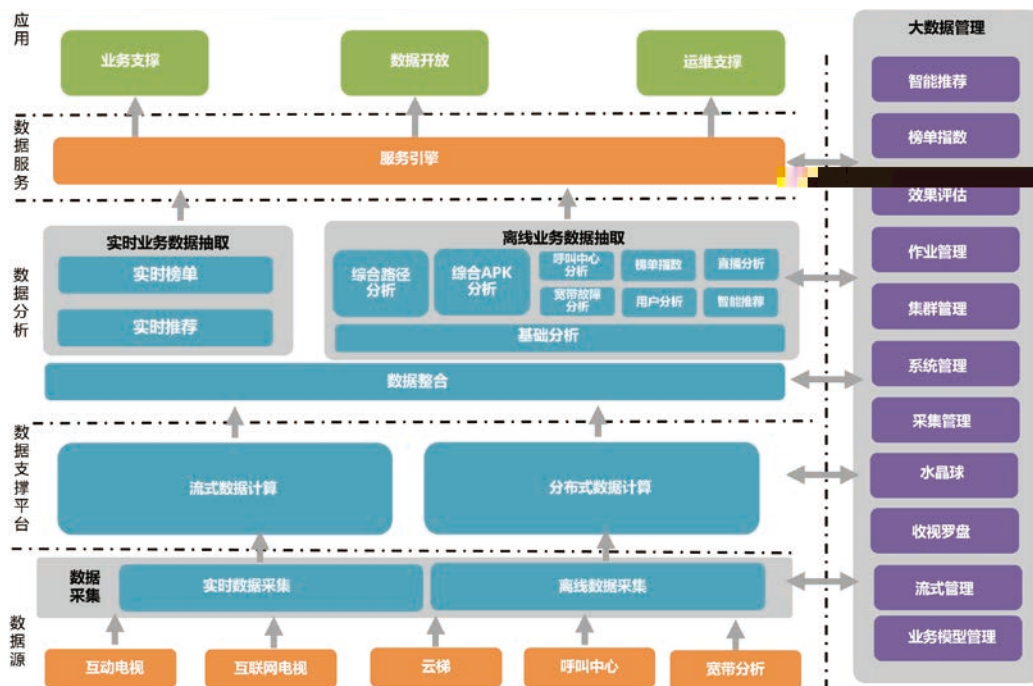 应用
业务支撑
数据开放
运维支撑
数据服务
服务引擎
数据分析
实时业务数据抽取
实时榜单
实时推荐
离线业务数据抽取
综合路径
分析
综合APK
分析
呼叫中心
分析
榜单指数
直播分析
宽带故障
分析
用户分析
智能推荐
基础分析
数据整合
数据支撑平台
流式数据计算
分布式数据计算
数据
采集
实时数据采集
离线数据采集
数据源
互动电视
互联网电视
云梯
呼叫中心
宽带分析
大数据管理
智能推荐
榜单指数
效果评估
作业管理
集群管理
系统管理
采集管理
水晶球
收视罗盘
流式管理
业务模型管理